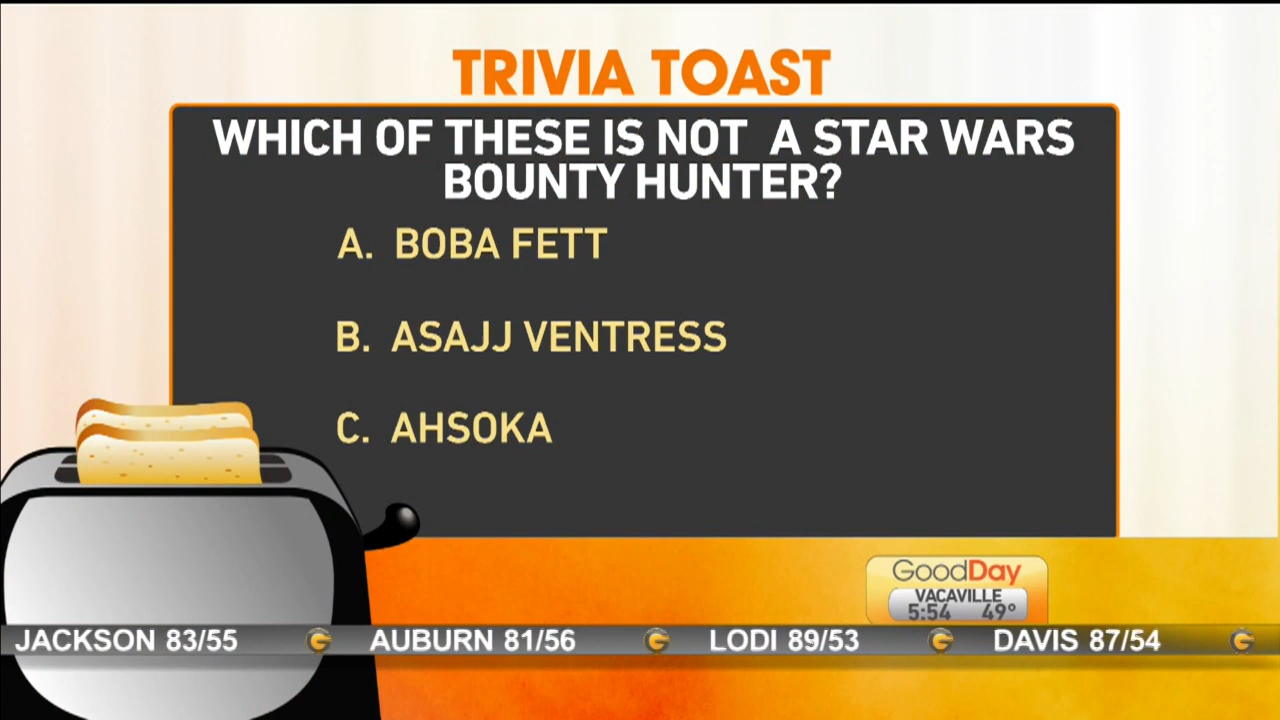 TRIVIA TOAST
WHICH OF THESE IS NOT A STAR WARS
BOUNTY HUNTER?
A. BOBA FETT
B. ASAJJ VENTRESS
C. AHSOKA
GoodDay
VACAVILLE
5:54 49°
JACKSON 83/55 AUBURN 81/56 LODI 89/53 DAVIS 87/54